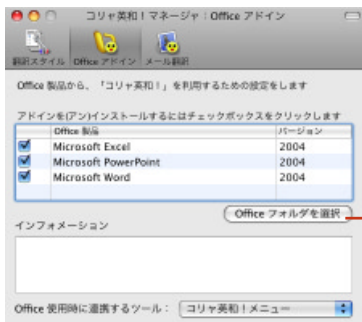 コリャ英和！マネージャ：Office アドイン
翻訳スタイル Office アドイン メール翻訳
Office 製品から、「コリャ英和！」を利用するための設定をします
アドインを(アン)インストールするにはチェックボックスをクリックします
Office 製品 バージョン
Microsoft Excel 2004
Microsoft PowerPoint 2004
Microsoft Word 2004
Office フォルダを選択
インフォメーション
Office 使用時に連携するツール： コリャ英和！メニュー